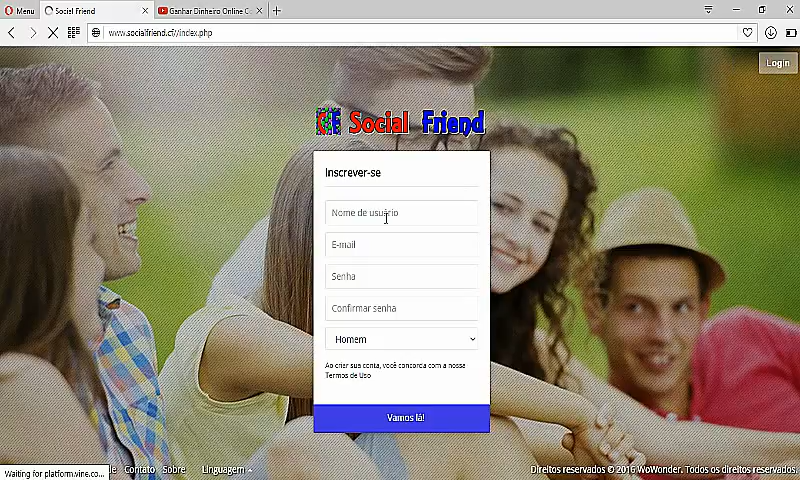 Menu
Social Friend
Ganhar Dinheiro Online C
www.socialfriend.cf//index.php
Login
Social Friend
Inscrever-se
Nome de usuário
E-mail
Senha
Confirmar senha
Homem
Ao criar sua conta, você concorda com a nossa
Termos de Uso
Vamos lá!
Waiting for platform.vine.co...
Contato Sobre Linguagem
Direitos reservados © 2016 WoWonder. Todos os direitos reservados.